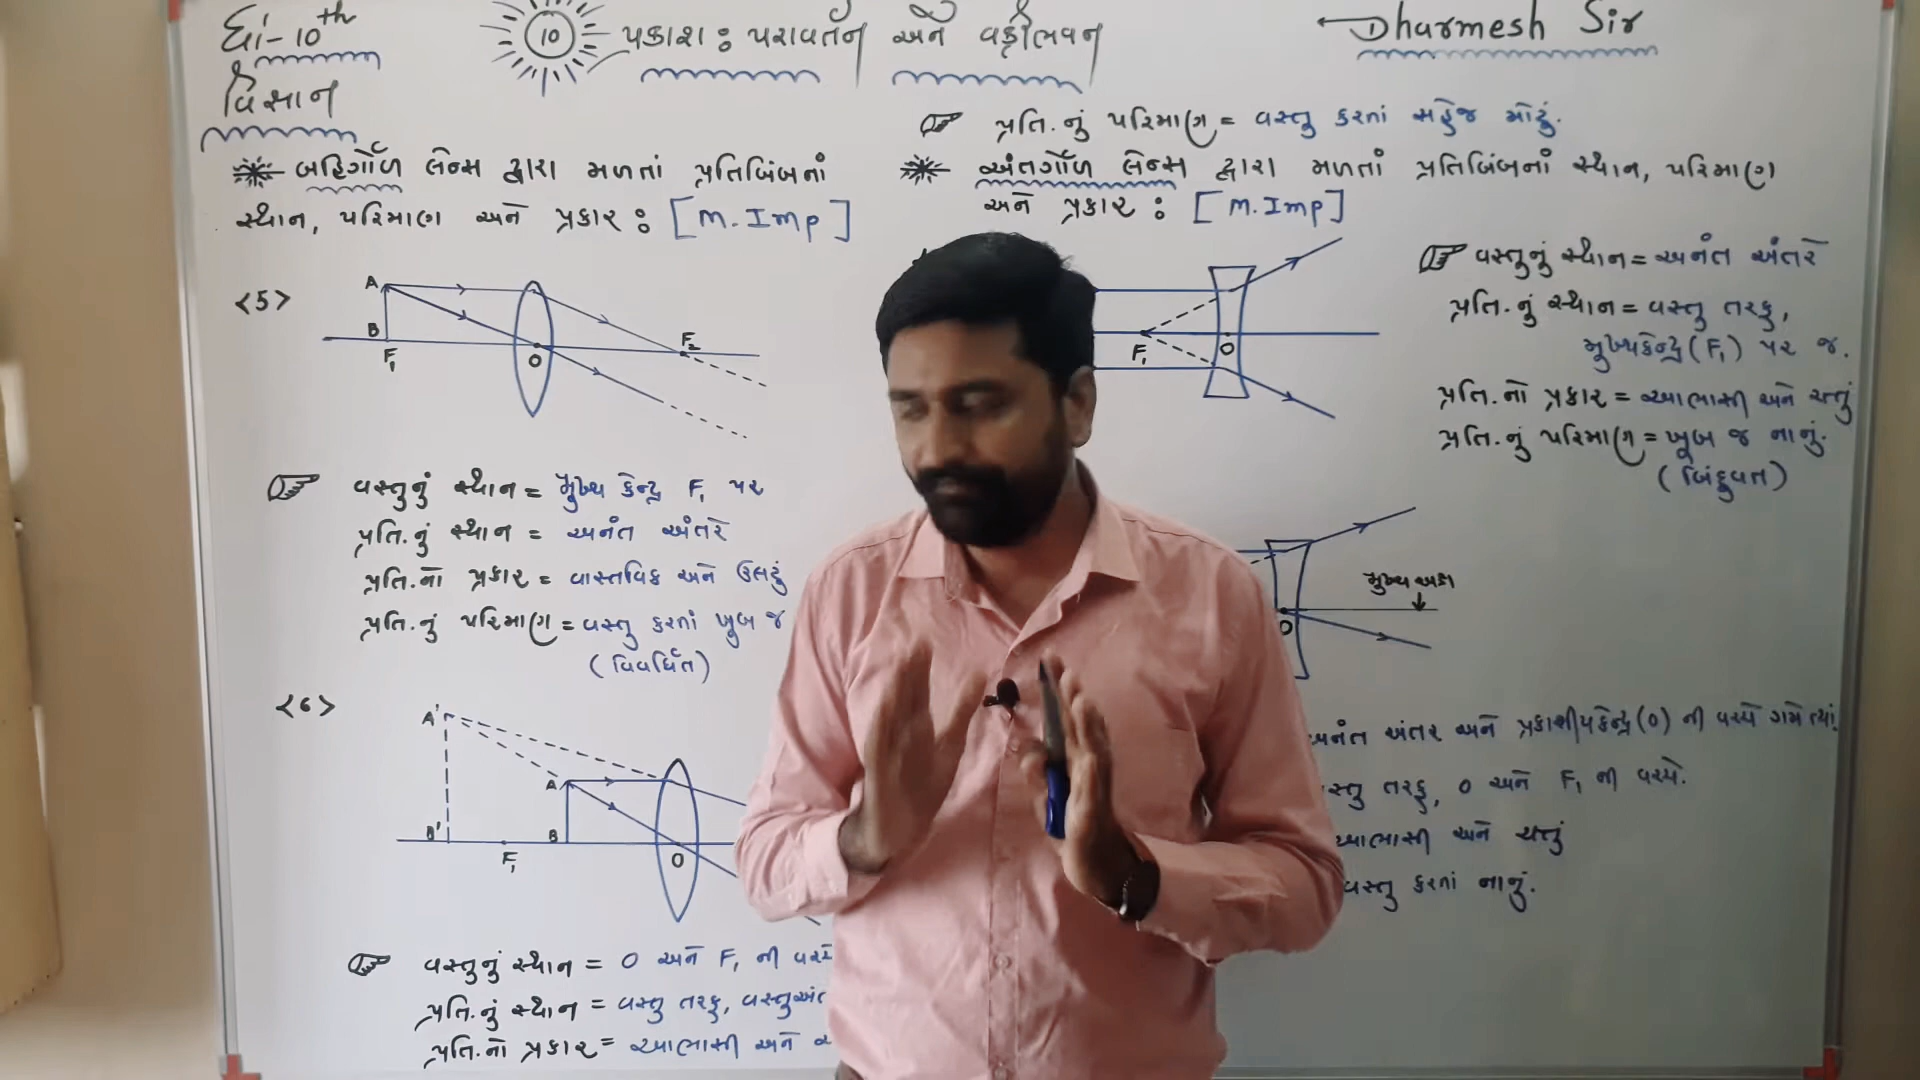 ધો-10th
વિજ્ઞાન
10 પ્રકાશ : પરાવર્તન અને વક્રીભવન
Dharmesh Sir
બહિર્ગોળ લેન્સ દ્વારા મળતાં પ્રતિબિંબનાં
સ્થાન, પરિમાણ અને પ્રકાર : [M. Imp]
<5>
A
B
F₁
O
F₂
વસ્તુનું સ્થાન = મુખ્ય કેન્દ્ર F₁ પર
પ્રતિ.નું સ્થાન = અનંત અંતરે
પ્રતિ.નો પ્રકાર = વાસ્તવિક અને ઉલટું
પ્રતિ.નું પરિમાણ = વસ્તુ કરતાં ખૂબ જ
(વિવર્ધિત)
<6>
A'
A
B'
F₁
B
O
વસ્તુનું સ્થાન = O અને F₁ ની વચ્ચે
પ્રતિ.નું સ્થાન = વસ્તુ તરફ,
પ્રતિ.નો પ્રકાર = આભાસી અને
પ્રતિ.નું પરિમાણ = વસ્તુ કરતાં સહેજ મોટું.
અંતર્ગોળ લેન્સ દ્વારા મળતાં પ્રતિબિંબનાં સ્થાન, પરિમાણ
અને પ્રકાર : [M. Imp]
F₁
O
વસ્તુનું સ્થાન = અનંત અંતરે
પ્રતિ.નું સ્થાન = વસ્તુ તરફ,
મુખ્યકેન્દ્ર (F₁) પર જ.
પ્રતિ.નો પ્રકાર = આભાસી અને ચત્તું
પ્રતિ.નું પરિમાણ = ખૂબ જ નાનું.
(બિંદુવત)
મુખ્ય અક્ષ
O
અનંત અંતર અને પ્રકાશીયકેન્દ્ર (O) ની વચ્ચે ગમે ત્યાં.
તરફ, O અને F₁ ની વચ્ચે.
આભાસી અને ચત્તું
વસ્તુ કરતાં નાનું.